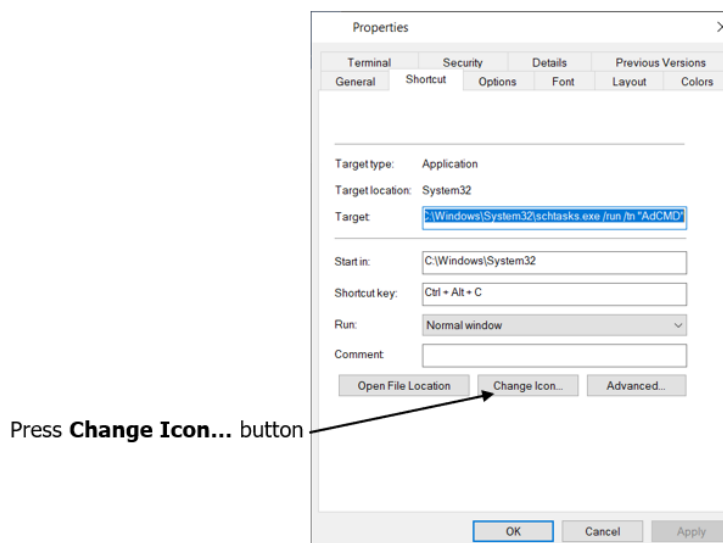 Properties
Terminal Security Details Previous Versions
General Shortcut Options Font Layout Colors
Target type: Application
Target location: System32
Target: C:\Windows\System32\schtasks.exe /run /tn "AdCMD"
Start in: C:\Windows\System32
Shortcut key: Ctrl + Alt + C
Run: Normal window
Comment:
Open File Location Change Icon... Advanced...
Press Change Icon... button
OK Cancel Apply